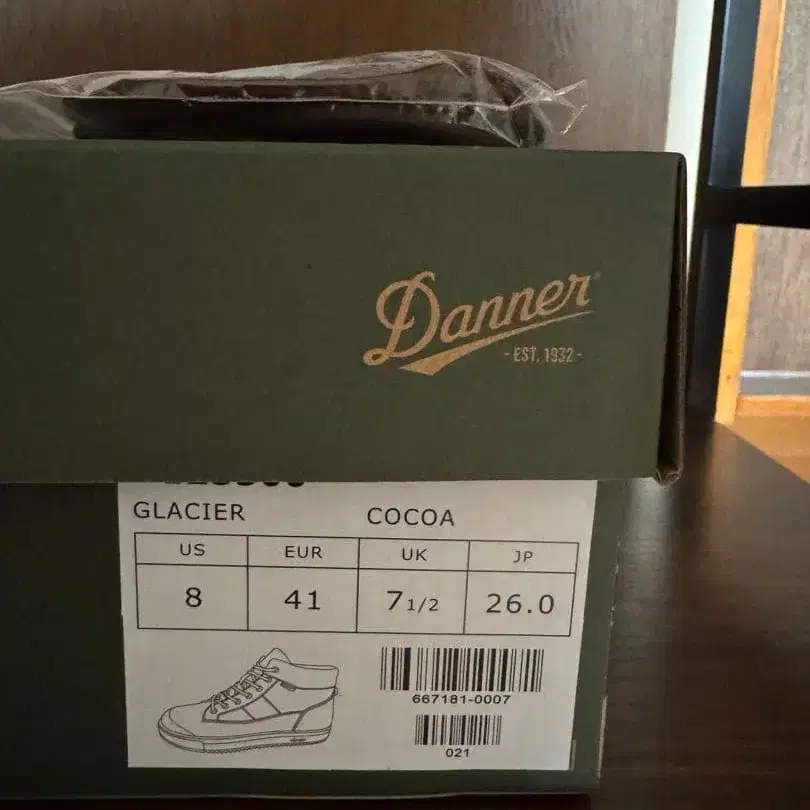 Danner
- EST. 1932 -
GLACIER COCOA
US EUR UK JP
8 41 7 1/2 26.0
667181-0007
021